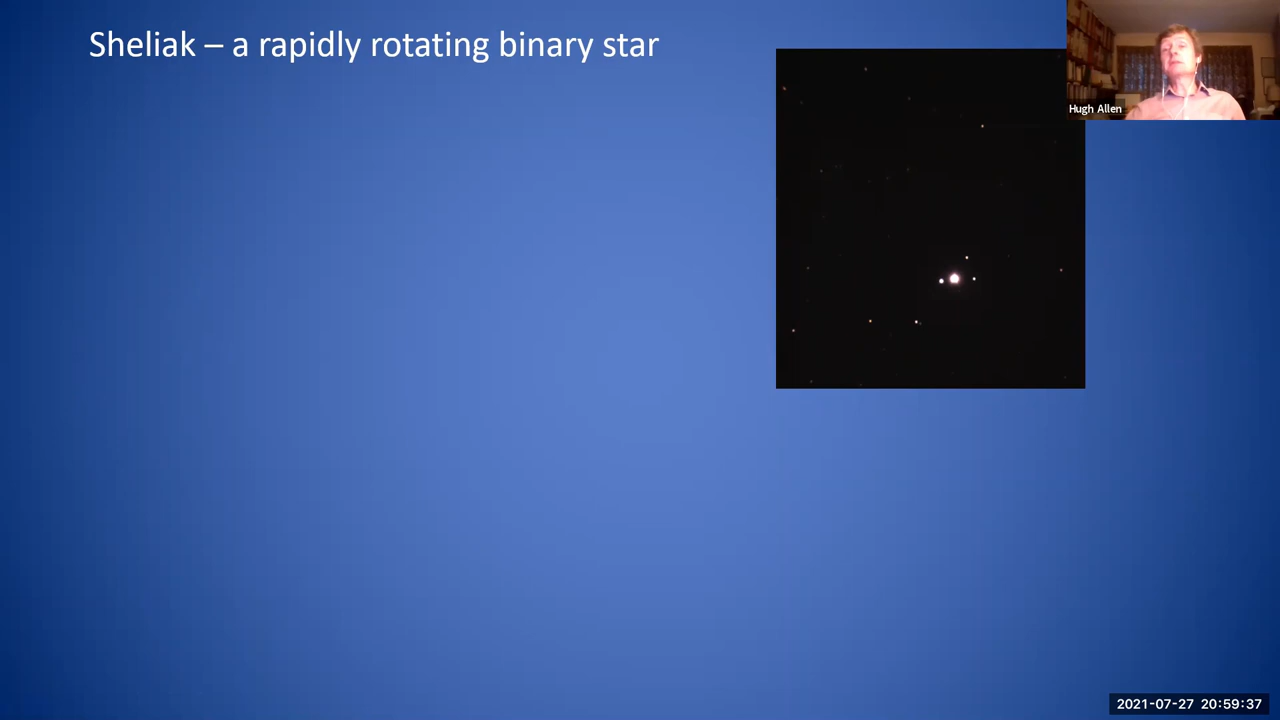 Sheliak – a rapidly rotating binary star
Hugh Allen
2021-07-27 20:59:37